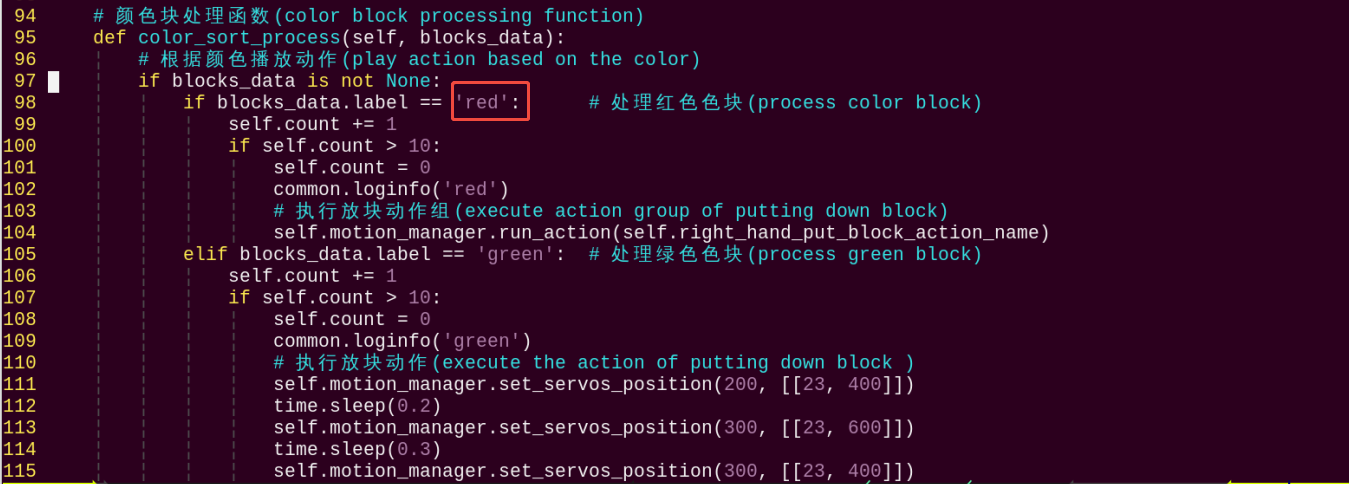 94 # 颜色块处理函数(color block processing function)
95 def color_sort_process(self, blocks_data):
96 # 根据颜色播放动作(play action based on the color)
97 if blocks_data is not None:
98 if blocks_data.label == 'red': # 处理红色色块(process color block)
99 self.count += 1
100 if self.count > 10:
101 self.count = 0
102 common.loginfo('red')
103 # 执行放块动作组(execute action group of putting down block)
104 self.motion_manager.run_action(self.right_hand_put_block_action_name)
105 elif blocks_data.label == 'green': # 处理绿色色块(process green block)
106 self.count += 1
107 if self.count > 10:
108 self.count = 0
109 common.loginfo('green')
110 # 执行放块动作(execute the action of putting down block )
111 self.motion_manager.set_servos_position(200, [[23, 400]])
112 time.sleep(0.2)
113 self.motion_manager.set_servos_position(300, [[23, 600]])
114 time.sleep(0.3)
115 self.motion_manager.set_servos_position(300, [[23, 400]])